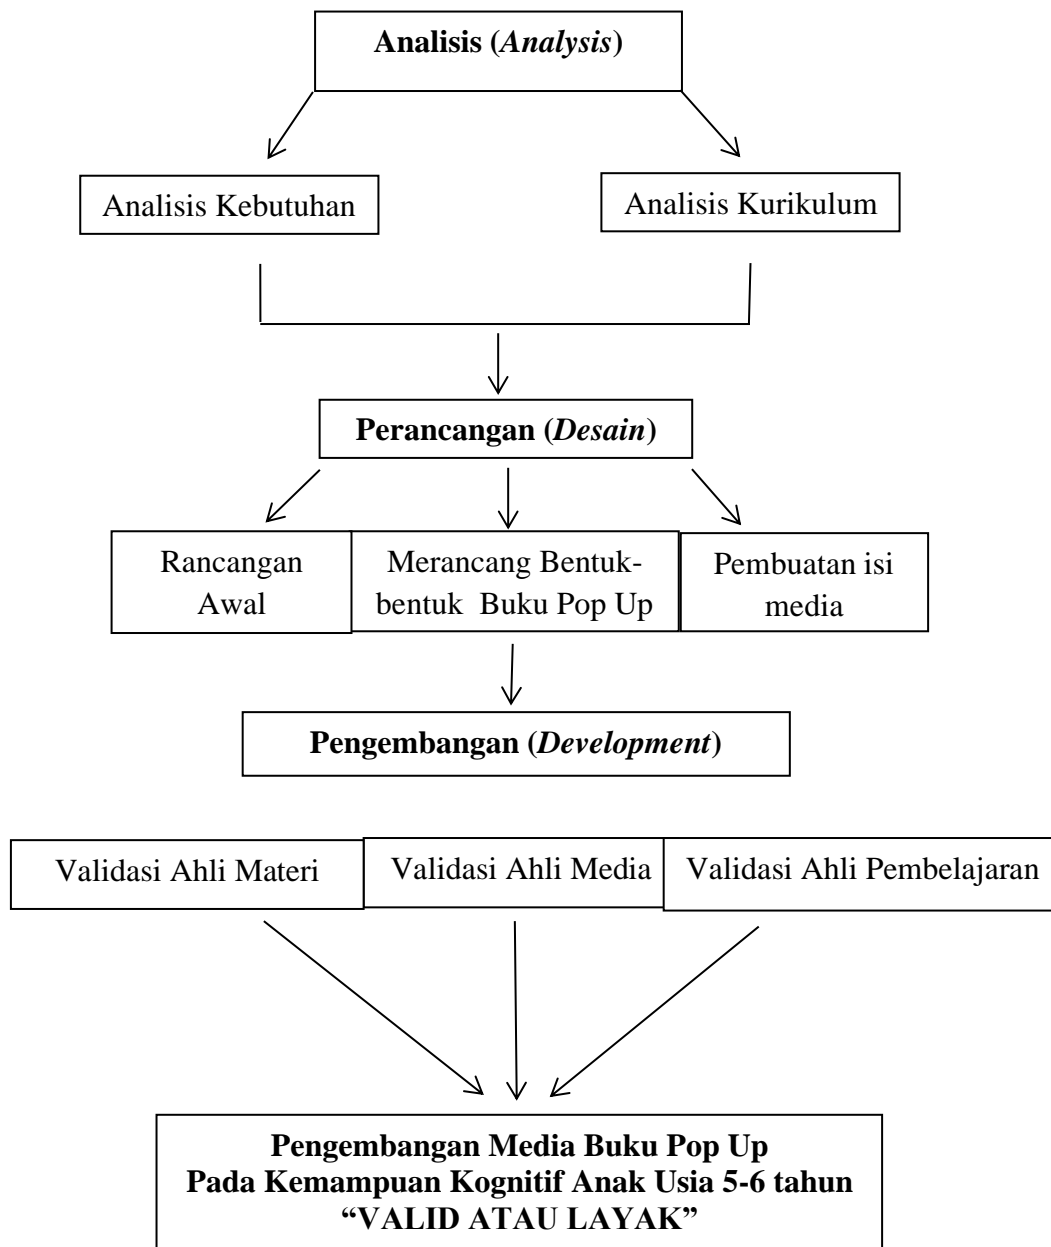 Analisis (Analysis)
Analisis Kebutuhan
Analisis Kurikulum
Perancangan (Desain)
Rancangan
Awal
Merancang Bentuk-
bentuk Buku Pop Up
Pembuatan isi
media
Pengembangan (Development)
Validasi Ahli Materi
Validasi Ahli Media
Validasi Ahli Pembelajaran
Pengembangan Media Buku Pop Up
Pada Kemampuan Kognitif Anak Usia 5-6 tahun
“VALID ATAU LAYAK”